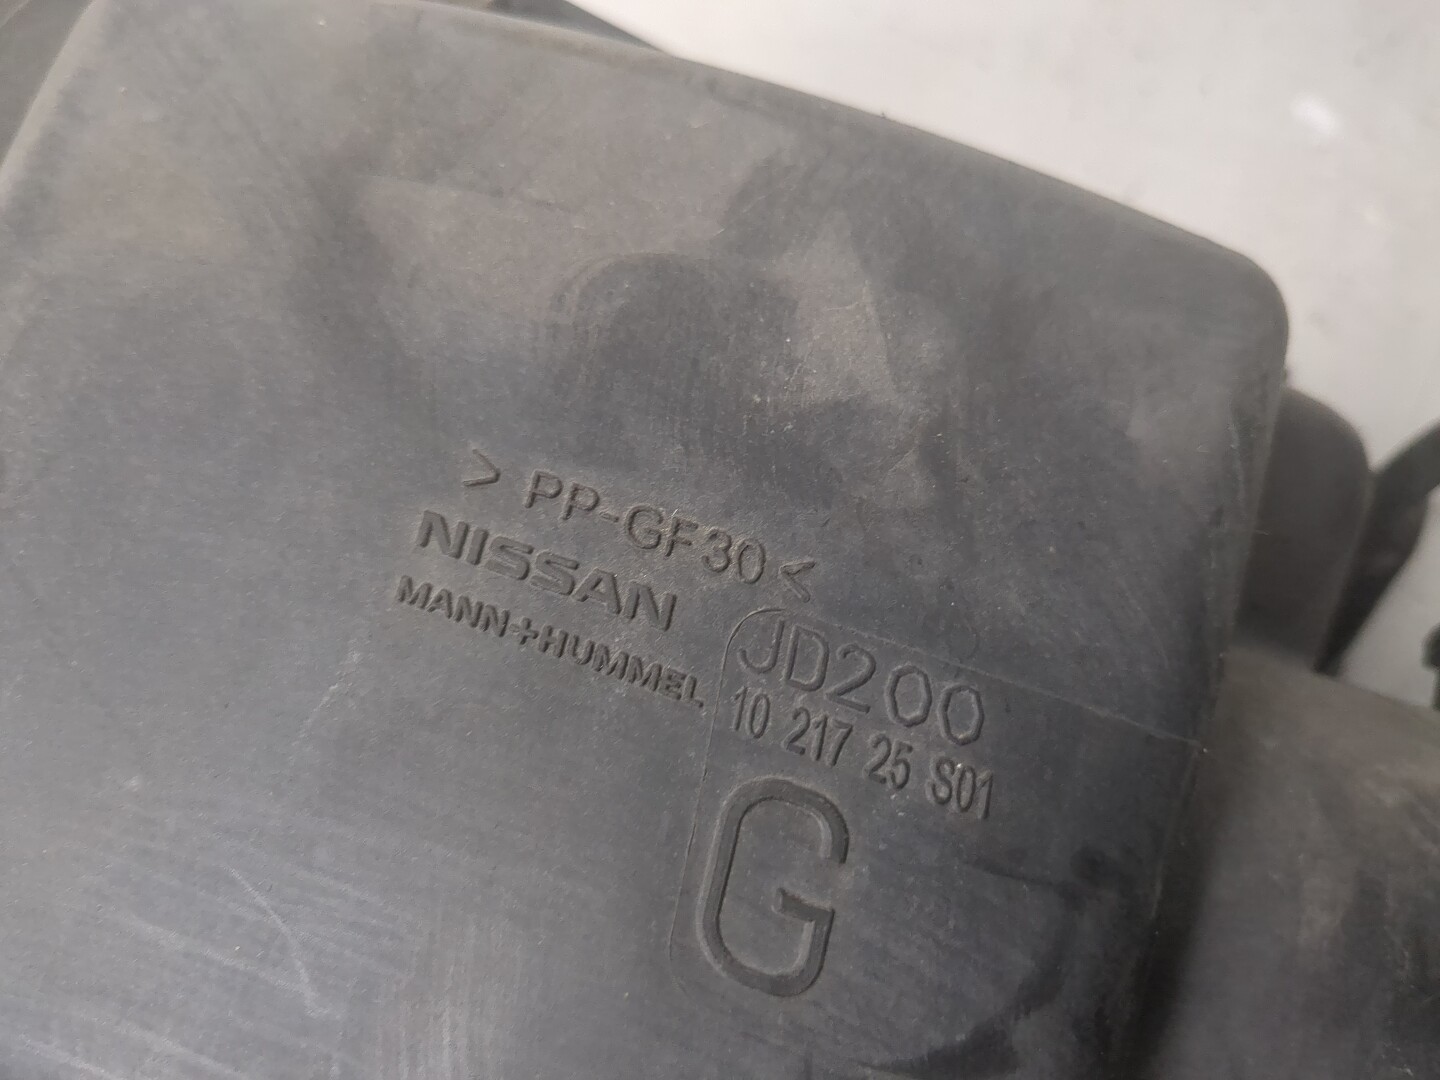 > PP-GF30 <
NISSAN
MANN+HUMMEL
JD200
10 217 25 S01
G